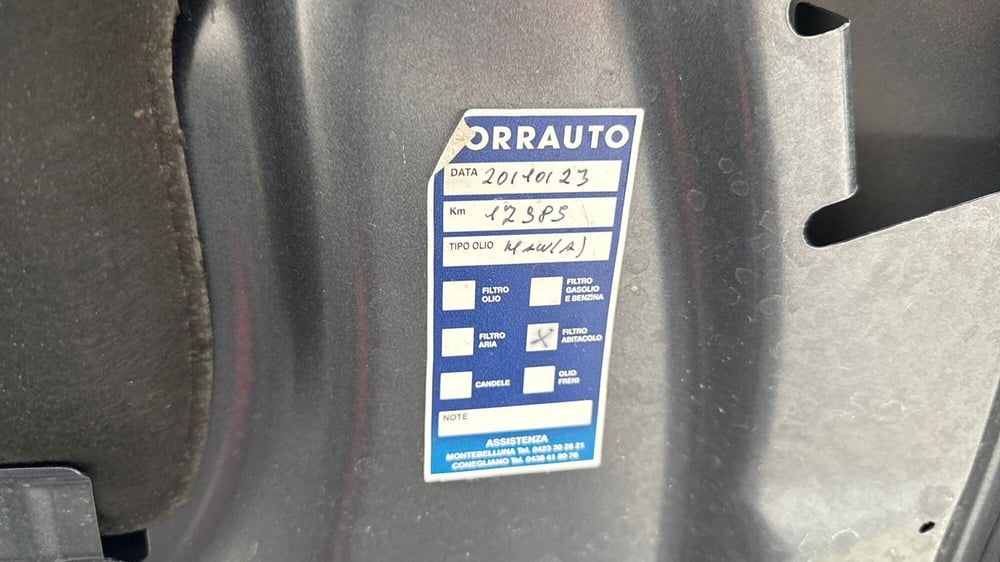 ORRAUTO
DATA 20/10/23
Km 17385
TIPO OLIO
FILTRO OLIO
FILTRO GASOLIO E BENZINA
FILTRO ARIA
X FILTRO ABITACOLO
CANDELE
OLIO FRENI
NOTE
ASSISTENZA
MONTEBELLUNA Tel. 0423 30 26 21
CONEGLIANO Tel. 0438 41 60 76